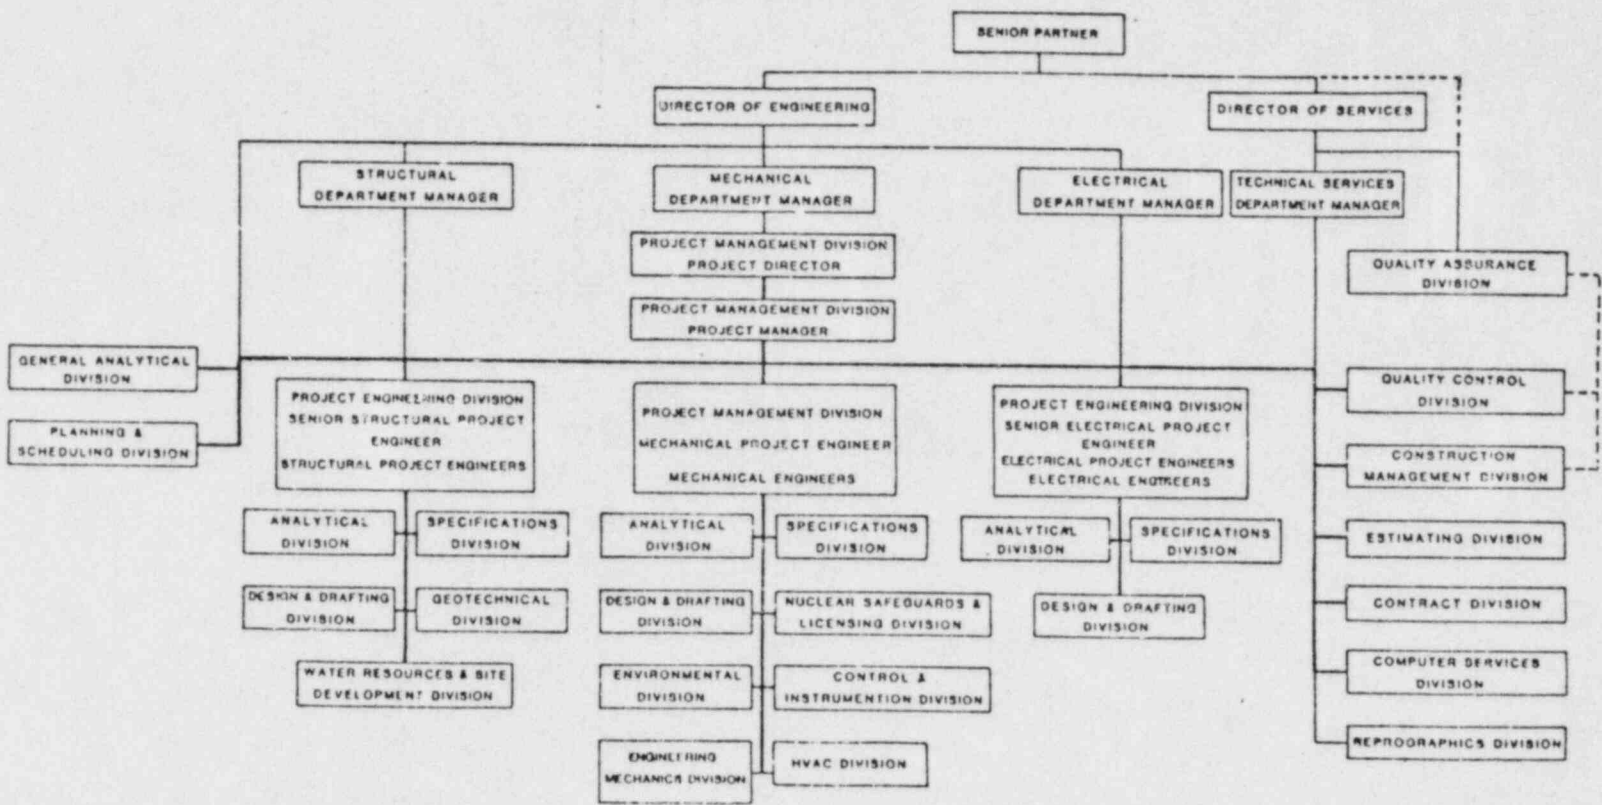 SENIOR PARTNER
DIRECTOR OF ENGINEERING
DIRECTOR OF SERVICES
STRUCTURAL
DEPARTMENT MANAGER
MECHANICAL
DEPARTMENT MANAGER
ELECTRICAL
DEPARTMENT MANAGER
TECHNICAL SERVICES
DEPARTMENT MANAGER
PROJECT MANAGEMENT DIVISION
PROJECT DIRECTOR
QUALITY ASSURANCE
DIVISION
PROJECT MANAGEMENT DIVISION
PROJECT MANAGER
GENERAL ANALYTICAL
DIVISION
PLANNING &
SCHEDULING DIVISION
PROJECT ENGINEERING DIVISION
SENIOR STRUCTURAL PROJECT
ENGINEER
STRUCTURAL PROJECT ENGINEERS
PROJECT MANAGEMENT DIVISION
MECHANICAL PROJECT ENGINEER
MECHANICAL ENGINEERS
PROJECT ENGINEERING DIVISION
SENIOR ELECTRICAL PROJECT
ENGINEER
ELECTRICAL PROJECT ENGINEERS
ELECTRICAL ENGINEERS
QUALITY CONTROL
DIVISION
CONSTRUCTION
MANAGEMENT DIVISION
ANALYTICAL
DIVISION
SPECIFICATIONS
DIVISION
ANALYTICAL
DIVISION
SPECIFICATIONS
DIVISION
ANALYTICAL
DIVISION
SPECIFICATIONS
DIVISION
ESTIMATING DIVISION
DESIGN & DRAFTING
DIVISION
GEOTECHNICAL
DIVISION
DESIGN & DRAFTING
DIVISION
NUCLEAR SAFEGUARDS &
LICENSING DIVISION
DESIGN & DRAFTING
DIVISION
CONTRACT DIVISION
WATER RESOURCES & SITE
DEVELOPMENT DIVISION
ENVIRONMENTAL
DIVISION
CONTROL &
INSTRUMENTION DIVISION
COMPUTER SERVICES
DIVISION
ENGINEERING
MECHANICS DIVISION
HVAC DIVISION
REPROGRAPHICS DIVISION